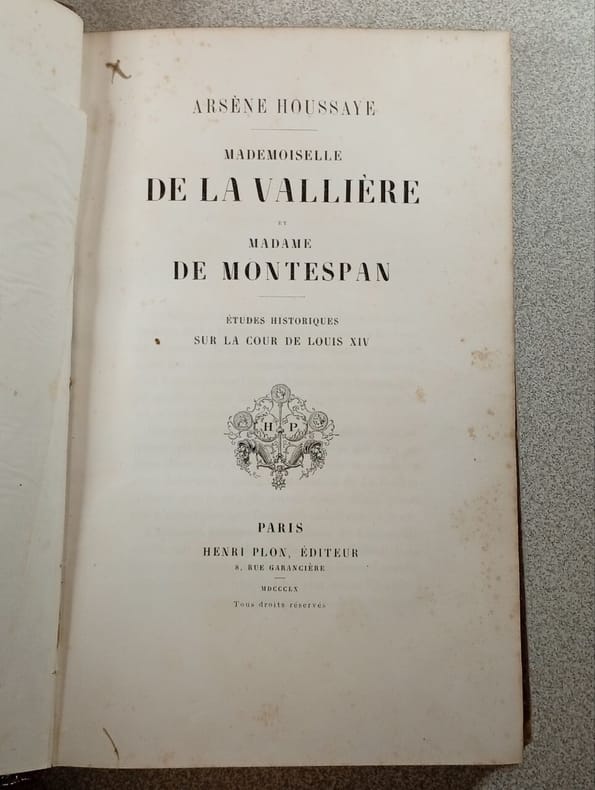 ARSÈNE HOUSSAYE
MADEMOISELLE
DE LA VALLIÈRE
ET
MADAME
DE MONTESPAN
ÉTUDES HISTORIQUES
SUR LA COUR DE LOUIS XIV
H P
PARIS
HENRI PLON, ÉDITEUR
8, RUE GARANCIÈRE
MDCCCLX
Tous droits réservés